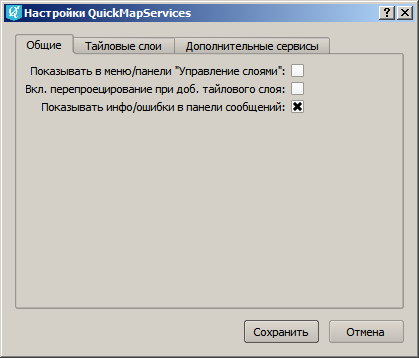 Настройки QuickMapServices
Общие
Тайловые слои
Дополнительные сервисы
Показывать в меню/панели "Управление слоями":
Вкл. перепроецирование при доб. тайлового слоя:
Показывать инфо/ошибки в панели сообщений:
Сохранить
Отмена